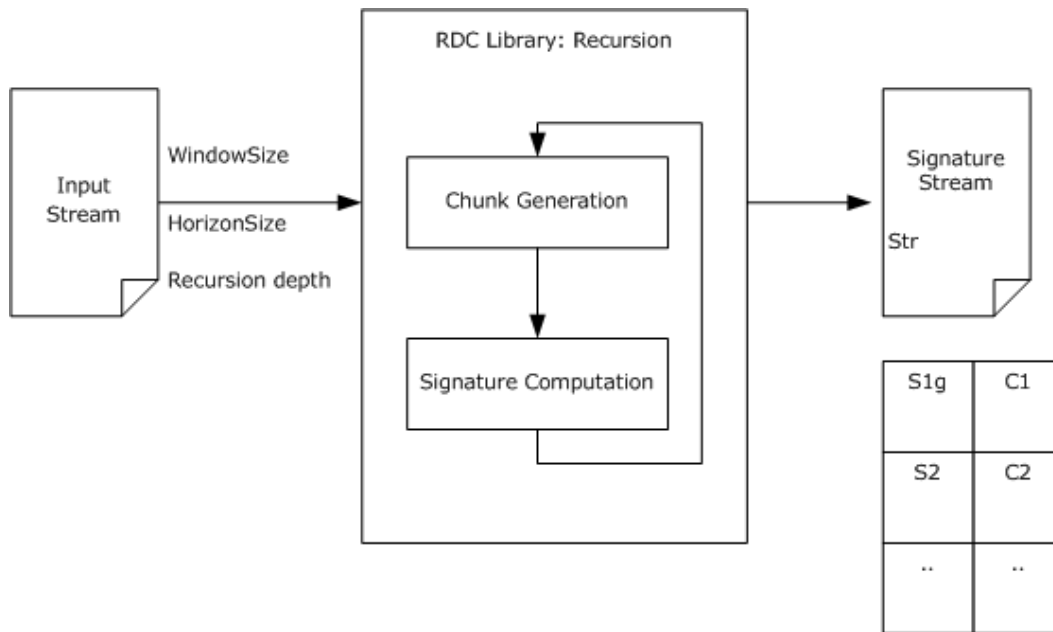 RDC Library: Recursion
Input
Stream
WindowSize
HorizonSize
Recursion depth
Chunk Generation
Signature Computation
Signature
Stream
Str
S1g C1
S2 C2
.. ..